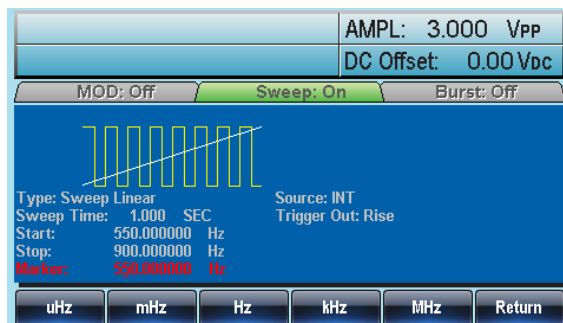 AMPL: 3.000 VPP
DC Offset: 0.00 VDC
MOD: Off Sweep: On Burst: Off
Type: Sweep Linear Source: INT
Sweep Time: 1.000 SEC Trigger Out: Rise
Start: 550.000000 Hz
Stop: 900.000000 Hz
Marker: 550.000000 Hz
uHz mHz Hz kHz MHz Return